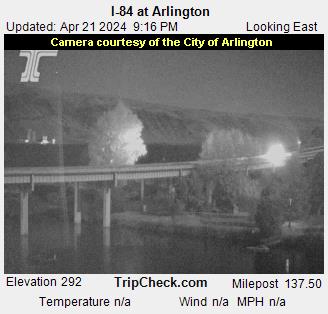 I-84 at Arlington
Updated: Apr 21 2024 9:16 PM Looking East
Camera courtesy of the City of Arlington
Elevation 292 TripCheck.com Milepost 137.50
Temperature n/a Wind n/a MPH n/a